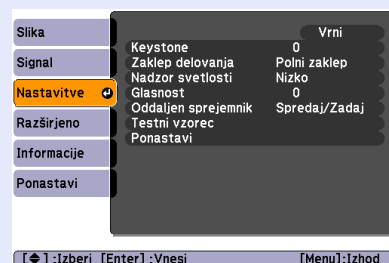 Slika
Signal
Nastavitve
Razširjeno
Informacije
Ponastavi
Vrni
Keystone 0
Zaklep delovanja Polni zaklep
Nadzor svetlosti Nizko
Glasnost 0
Oddaljen sprejemnik Spredaj/Zadaj
Testni vzorec
Ponastavi
[ ] :Izberi [Enter] :Vnesi [Menu]:Izhod